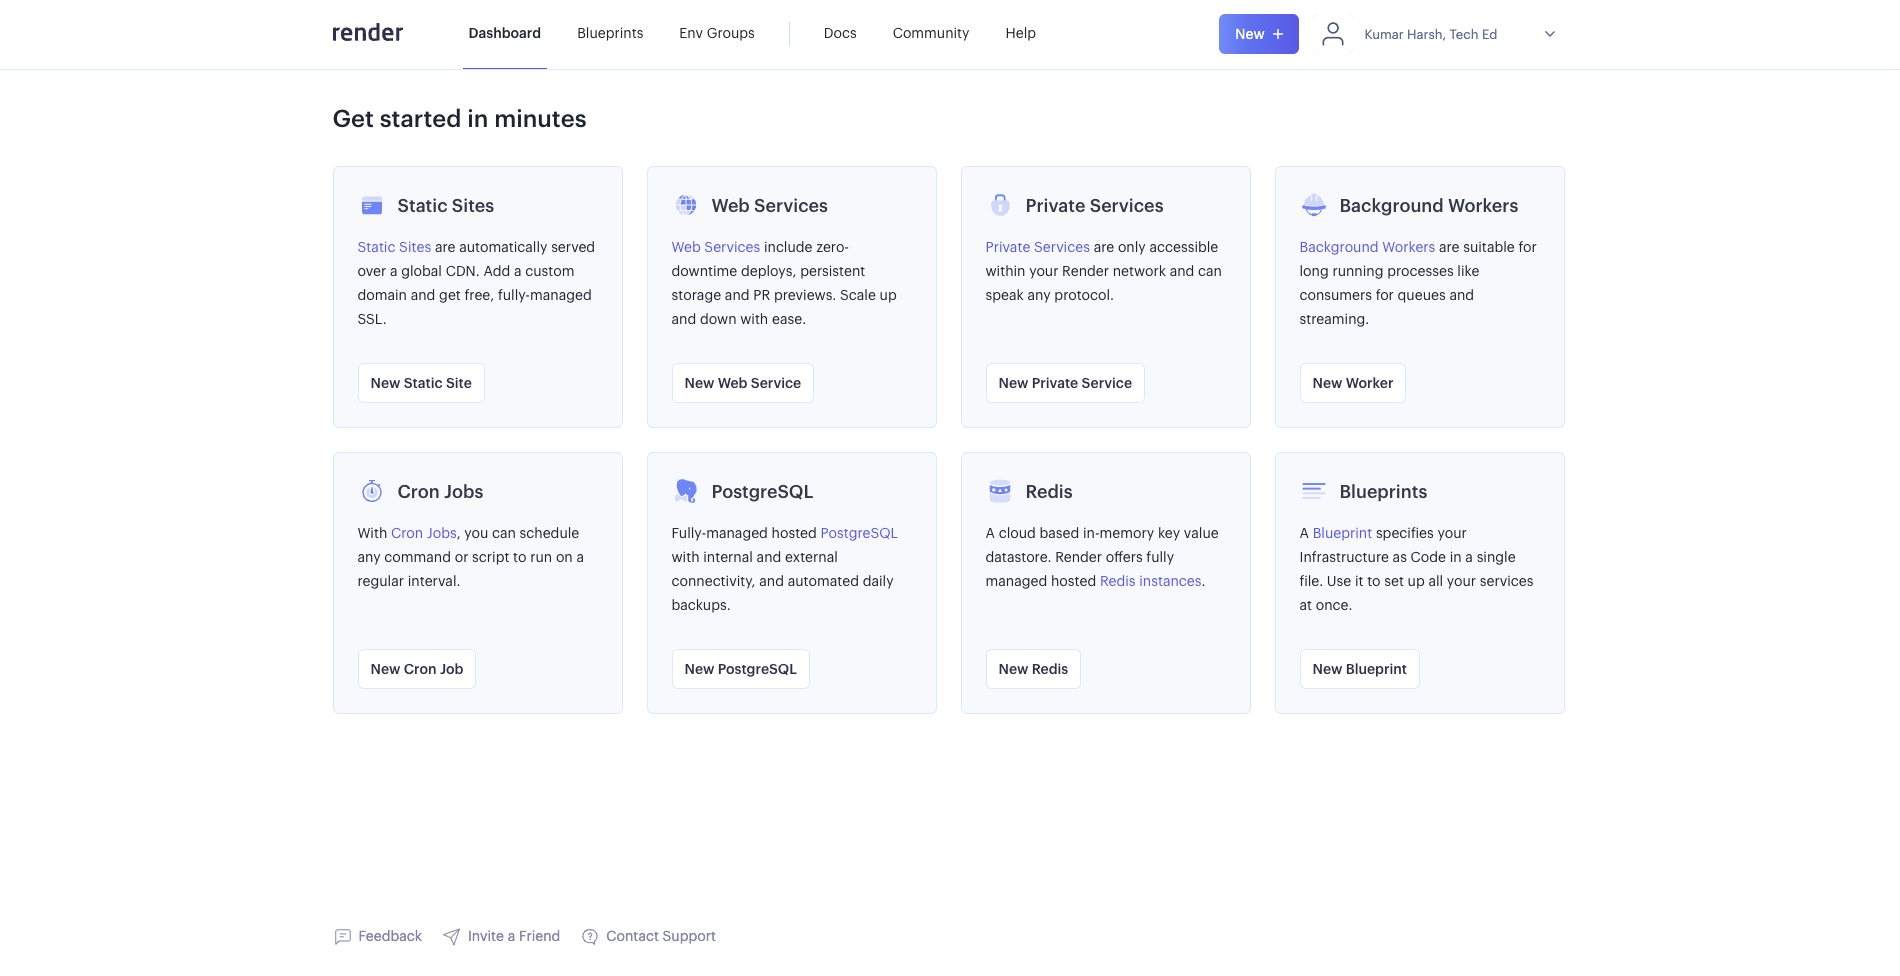 render
Dashboard
Blueprints
Env Groups
Docs
Community
Help
New +
Kumar Harsh, Tech Ed
Get started in minutes
Static Sites
Static Sites are automatically served
over a global CDN. Add a custom
domain and get free, fully-managed
SSL.
New Static Site
Web Services
Web Services include zero-
downtime deploys, persistent
storage and PR previews. Scale up
and down with ease.
New Web Service
Private Services
Private Services are only accessible
within your Render network and can
speak any protocol.
New Private Service
Background Workers
Background Workers are suitable for
long running processes like
consumers for queues and
streaming.
New Worker
Cron Jobs
With Cron Jobs, you can schedule
any command or script to run on a
regular interval.
New Cron Job
PostgreSQL
Fully-managed hosted PostgreSQL
with internal and external
connectivity, and automated daily
backups.
New PostgreSQL
Redis
A cloud based in-memory key value
datastore. Render offers fully
managed hosted Redis instances.
New Redis
Blueprints
A Blueprint specifies your
Infrastructure as Code in a single
file. Use it to set up all your services
at once.
New Blueprint
Feedback
Invite a Friend
Contact Support